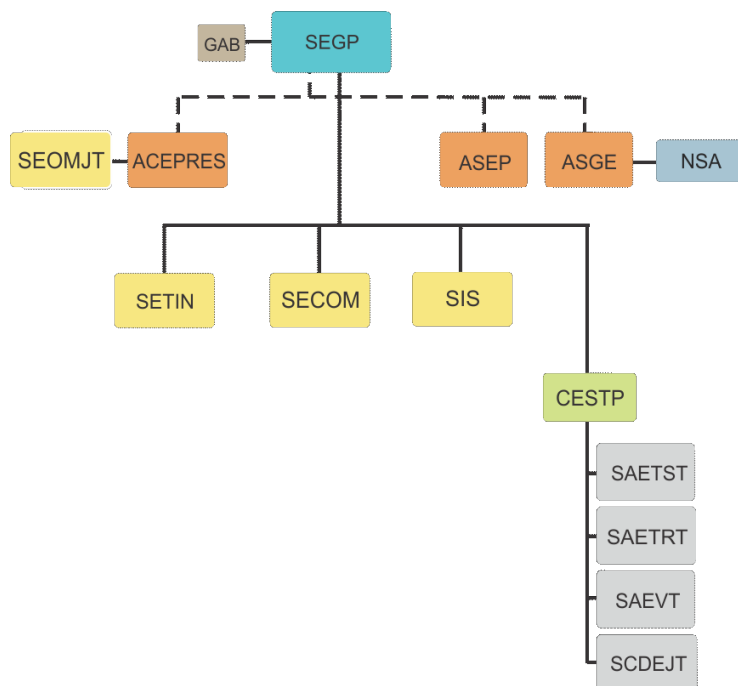 GAB
SEGP
SEOMJT
ACEPRES
ASEP
ASGE
NSA
SETIN
SECOM
SIS
CESTP
SAETST
SAETRT
SAEVT
SCDEJT